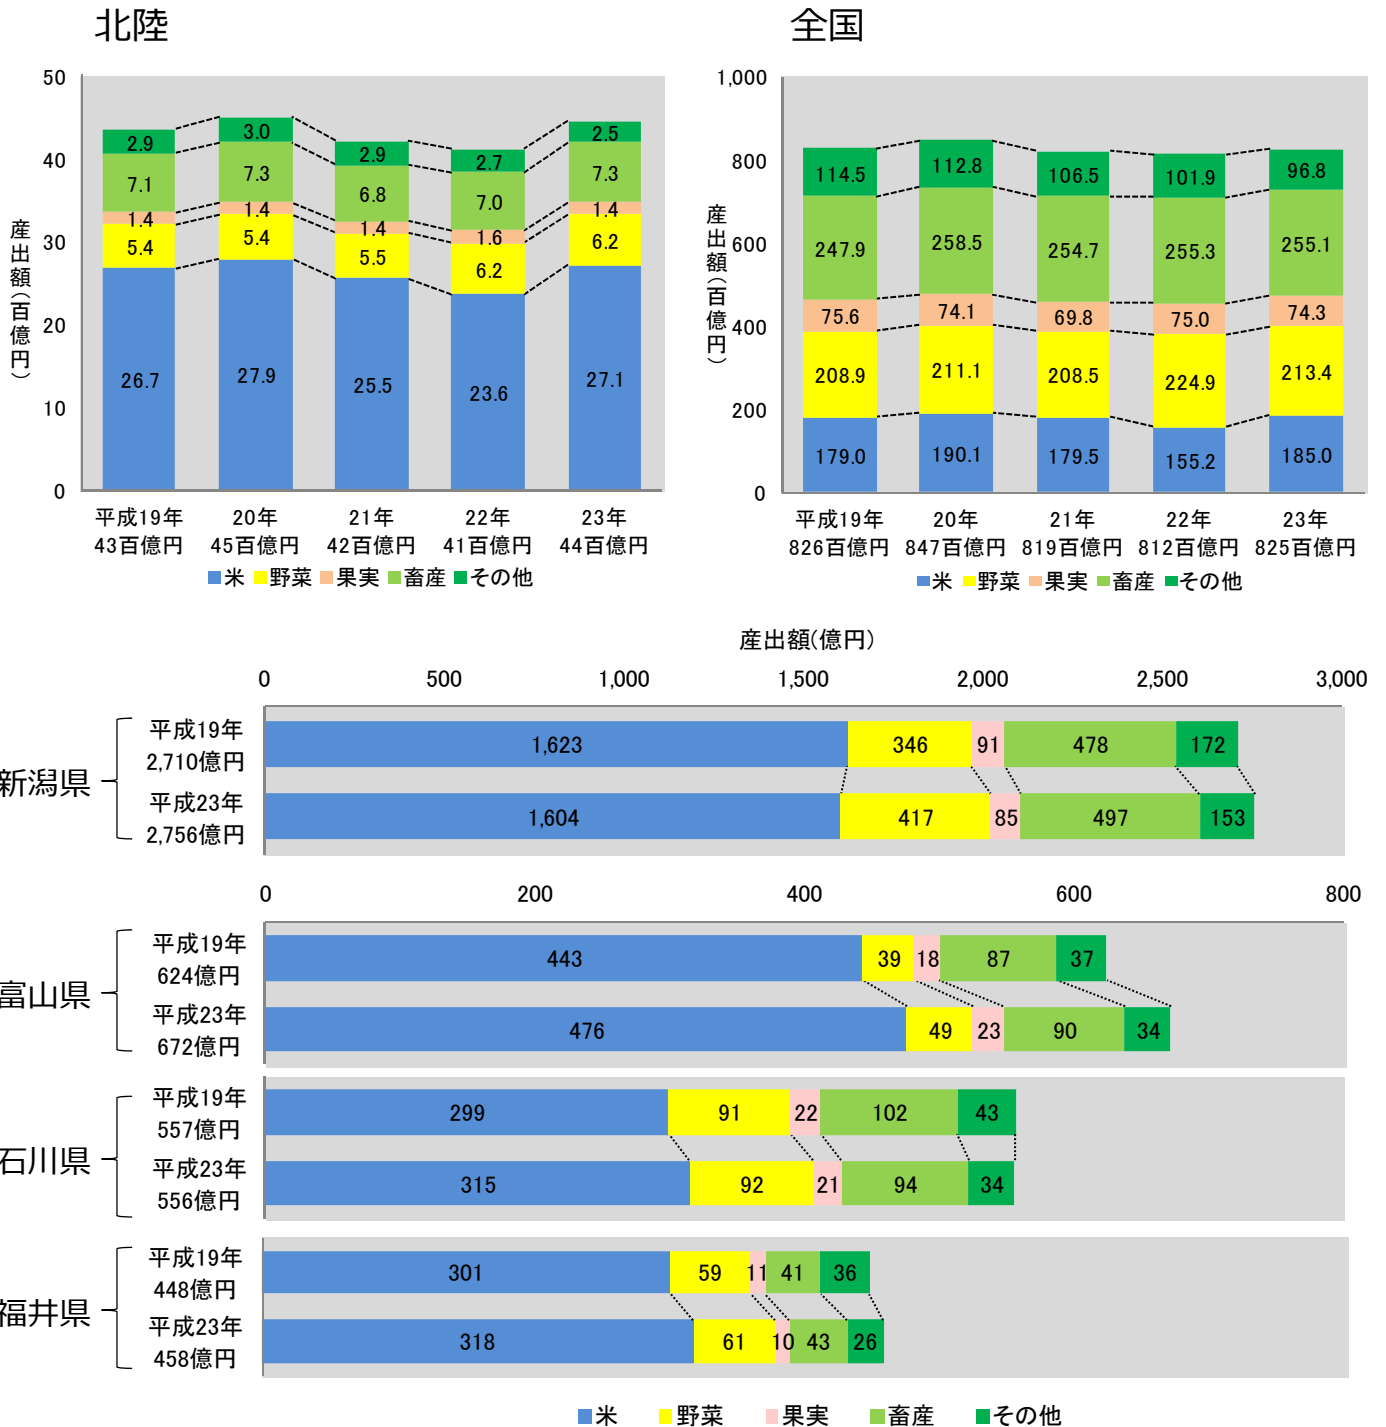 北陸
50
40
30
20
10
0
産出額(百億円)
2.9
7.1
1.4
5.4
26.7
3.0
7.3
1.4
5.4
27.9
2.9
6.8
1.4
5.5
25.5
2.7
7.0
1.6
6.2
23.6
2.5
7.3
1.4
6.2
27.1
平成19年 20年 21年 22年 23年
43百億円 45百億円 42百億円 41百億円 44百億円
米 野菜 果実 畜産 その他
全国
1,000
800
600
400
200
0
産出額(百億円)
114.5
247.9
75.6
208.9
179.0
112.8
258.5
74.1
211.1
190.1
106.5
254.7
69.8
208.5
179.5
101.9
255.3
75.0
224.9
155.2
96.8
255.1
74.3
213.4
185.0
平成19年 20年 21年 22年 23年
826百億円 847百億円 819百億円 812百億円 825百億円
米 野菜 果実 畜産 その他
産出額(億円)
0 500 1,000 1,500 2,000 2,500 3,000
新潟県
平成19年
2,710億円
1,623 346 91 478 172
平成23年
2,756億円
1,604 417 85 497 153
0 200 400 600 800
富山県
平成19年
624億円
443 39 18 87 37
平成23年
672億円
476 49 23 90 34
石川県
平成19年
557億円
299 91 22 102 43
平成23年
556億円
315 92 21 94 34
福井県
平成19年
448億円
301 59 11 41 36
平成23年
458億円
318 61 10 43 26
米 野菜 果実 畜産 その他